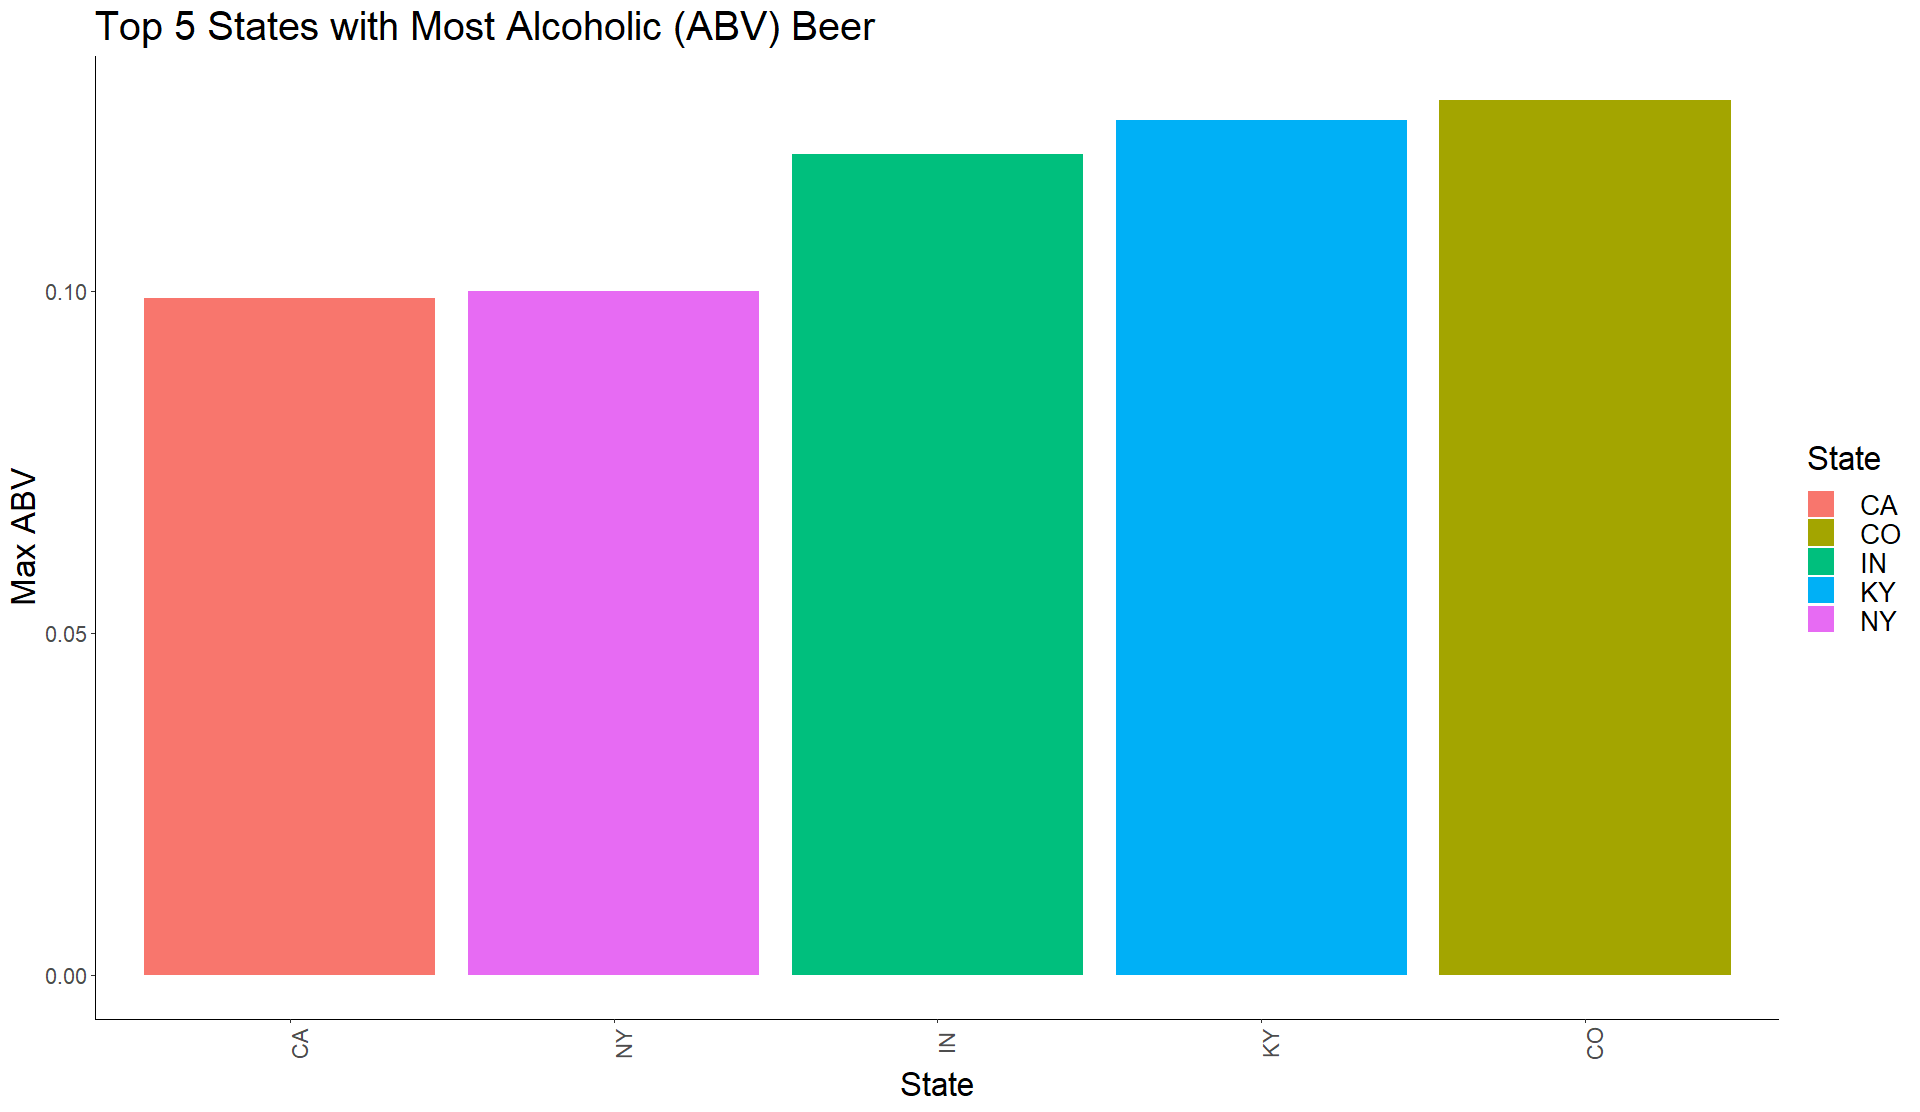 Top 5 States with Most Alcoholic (ABV) Beer
Max ABV
0.10
0.05
0.00
CA
NY
IN
KY
CO
State
State
CA
CO
IN
KY
NY